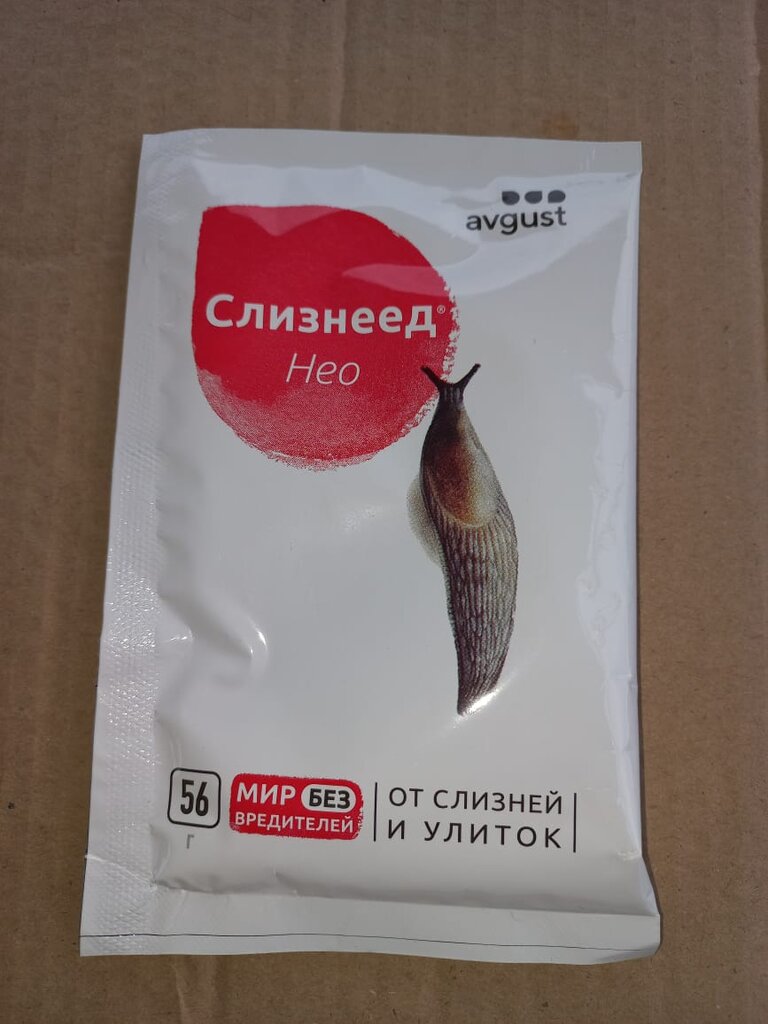 avgust
Слизнеед®
Нео
56
г
МИР БЕЗ
ВРЕДИТЕЛЕЙ
ОТ СЛИЗНЕЙ
И УЛИТОК